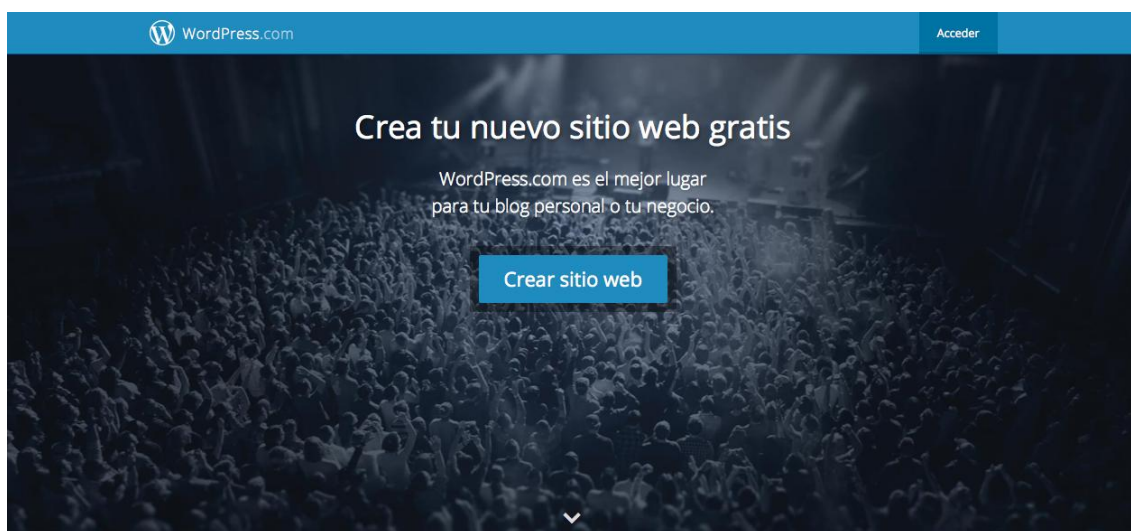 WordPress.com
Acceder
Crea tu nuevo sitio web gratis
WordPress.com es el mejor lugar
para tu blog personal o tu negocio.
Crear sitio web